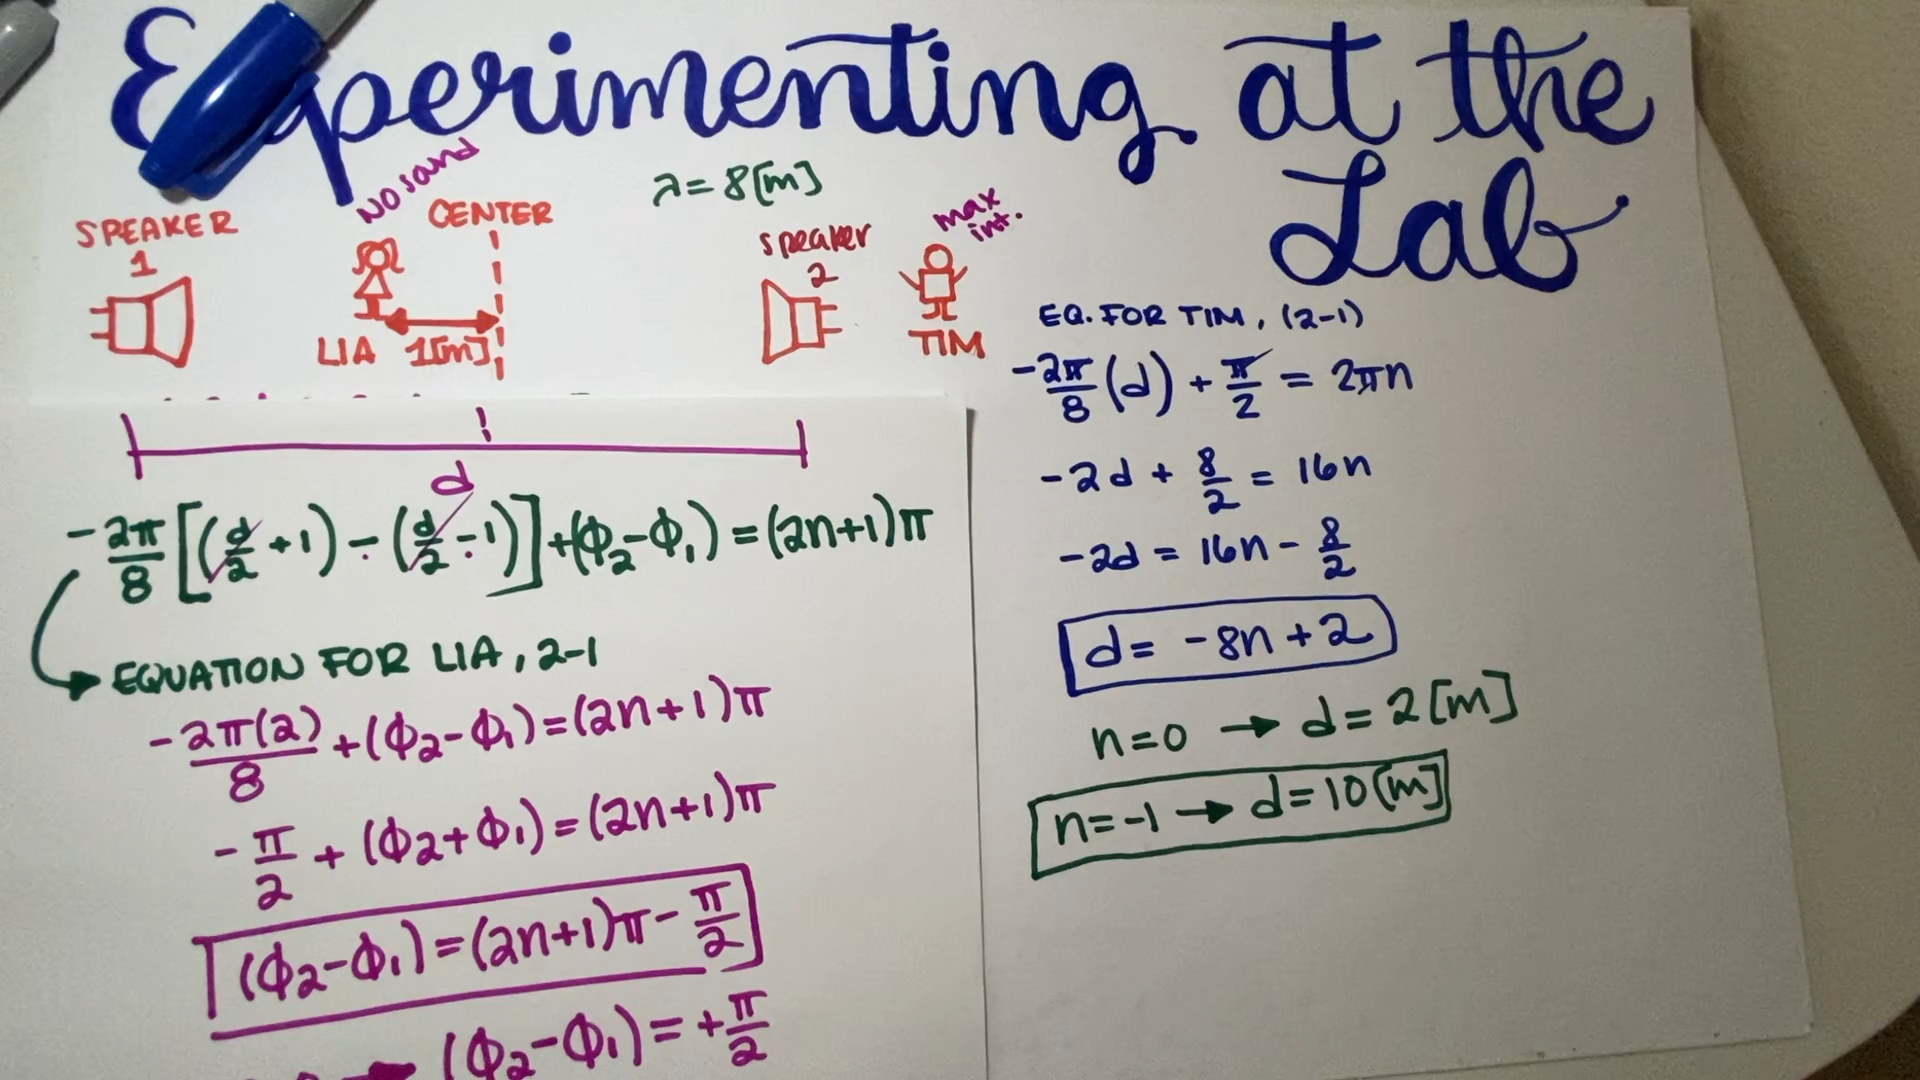 Experimenting at the
Lab
No sound
CENTER
λ = 8[m]
SPEAKER
1
speaker
2
max
int.
LIA
1[m]
TIM
d
-2π/8 [(d/2 + 1) - (d/2 - 1)] + (Φ2 - Φ1) = (2n+1)π
EQUATION FOR LIA, 2-1
-2π(2)/8 + (Φ2 - Φ1) = (2n+1)π
-π/2 + (Φ2 + Φ1) = (2n+1)π
(Φ2 - Φ1) = (2n+1)π - π/2
(Φ2 - Φ1) = +π/2
EQ. FOR TIM, (2-1)
-2π/8 (d) + π/2 = 2πn
-2d + 8/2 = 16n
-2d = 16n - 8/2
d = -8n + 2
n=0 → d = 2[m]
n=-1 → d=10[m]